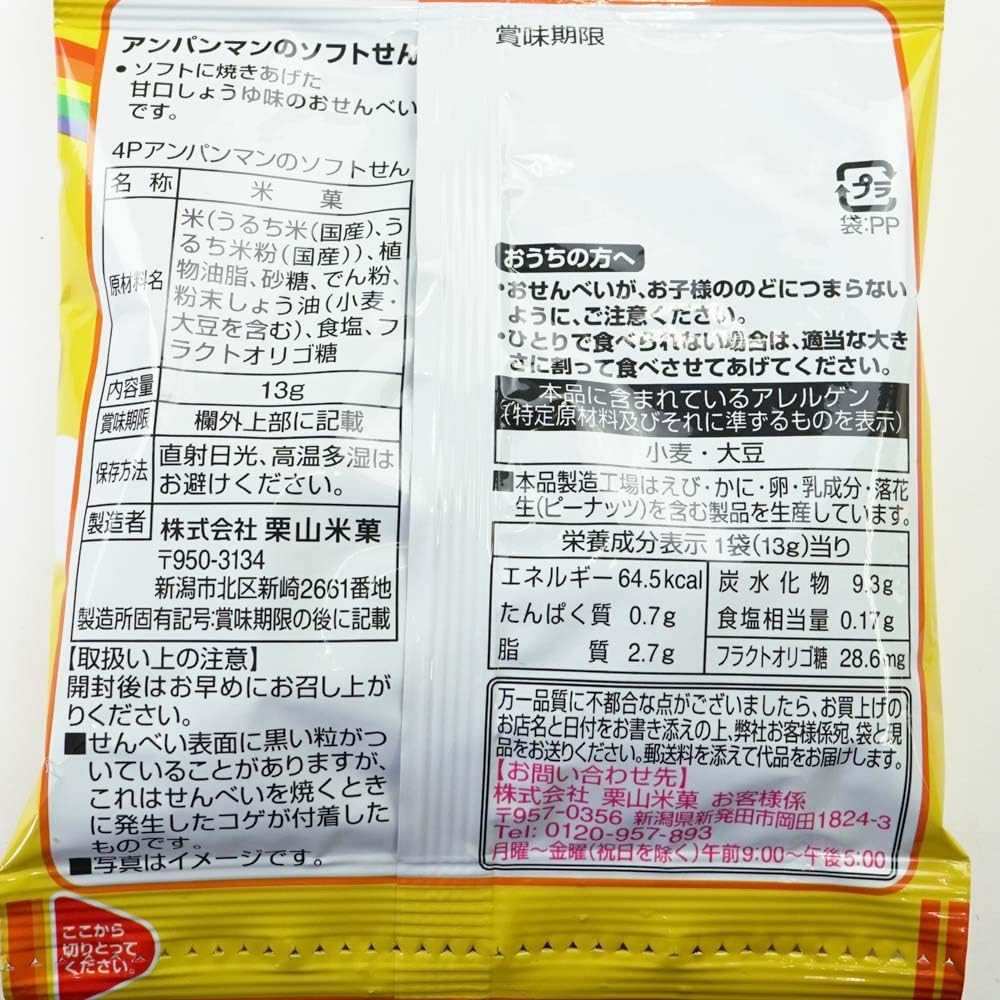 アンパンマンのソフトせん
• ソフトに焼きあげた
甘口しょうゆ味のおせんべい
です。
4Pアンパンマンのソフトせん
名称 米菓
原材料名
米(うるち米(国産)、う
るち米粉(国産))、植
物油脂、砂糖、でん粉、
粉末しょう油(小麦・
大豆を含む)、食塩、フ
ラクトオリゴ糖
内容量 13g
賞味期限 欄外上部に記載
保存方法
直射日光、高温多湿は
お避けください。
製造者
株式会社 栗山米菓
〒950-3134
新潟市北区新崎2661番地
製造所固有記号:賞味期限の後に記載
【取扱い上の注意】
開封後はお早めにお召し上が
りください。
■せんべい表面に黒い粒がつ
いていることがありますが、
これはせんべいを焼くとき
に発生したコゲが付着した
ものです。
■写真はイメージです。
ここから
切りとって
ください。
賞味期限
プラ
袋:PP
おうちの方へ
•おせんべいが、お子様ののどにつまらない
ように、ご注意ください。
•ひとりで食べられない場合は、適当な大き
さに割って食べさせてあげてください。
本品に含まれているアレルゲン
(特定原材料及びそれに準ずるものを表示)
小麦・大豆
■本品製造工場はえび・かに・卵・乳成分・落花
生(ピーナッツ)を含む製品を生産しています。
栄養成分表示 1袋(13g)当り
エネルギー 64.5kcal 炭水化物 9.3g
たんぱく質 0.7g 食塩相当量 0.17g
脂質 2.7g フラクトオリゴ糖 28.6mg
万一品質に不都合な点がございましたら、お買上げの
お店名と日付をお書き添えの上、弊社お客様係宛、袋と現
品をお送りください。郵送料を添えて代品をお届けします。
【お問い合わせ先】
株式会社 栗山米菓 お客様係
〒957-0356 新潟県新発田市岡田1824-3
Tel: 0120-957-893
月曜〜金曜(祝日を除く)午前9:00〜午後5:00